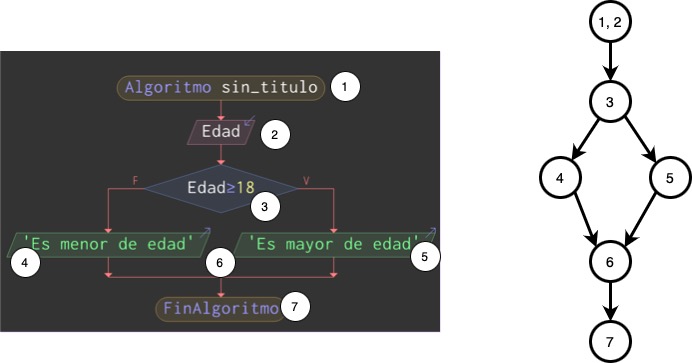 1, 2
Algoritmo sin_titulo
1
3
Edad
2
F
Edad≥18
V
3
4
5
'Es menor de edad'
'Es mayor de edad'
4
6
5
6
FinAlgoritmo
7
7